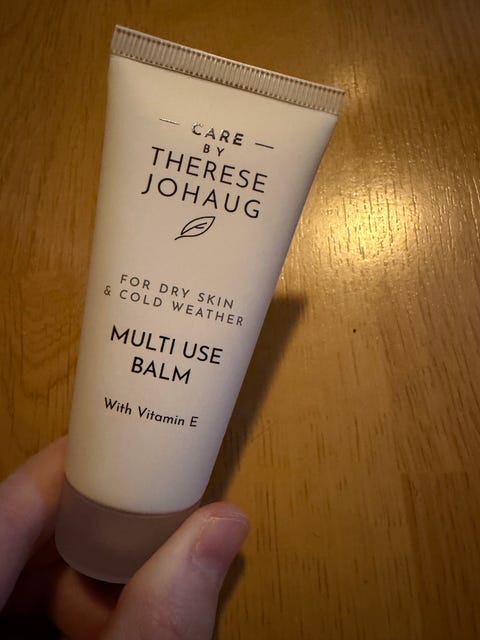 — CARE —
BY
THERESE
JOHAUG
FOR DRY SKIN
& COLD WEATHER
MULTI USE
BALM
With Vitamin E